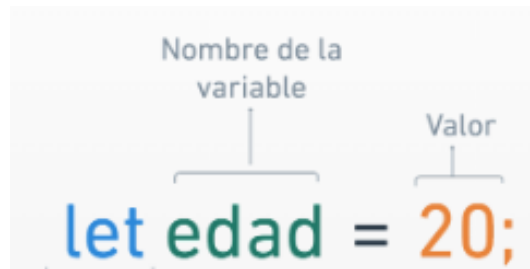 Nombre de la
variable
Valor
let edad = 20;